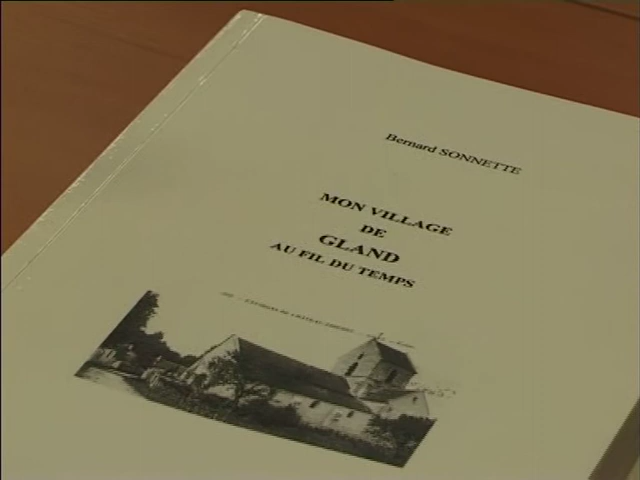 Bernard SONNETTE
MON VILLAGE
DE
GLAND
AU FIL DU TEMPS